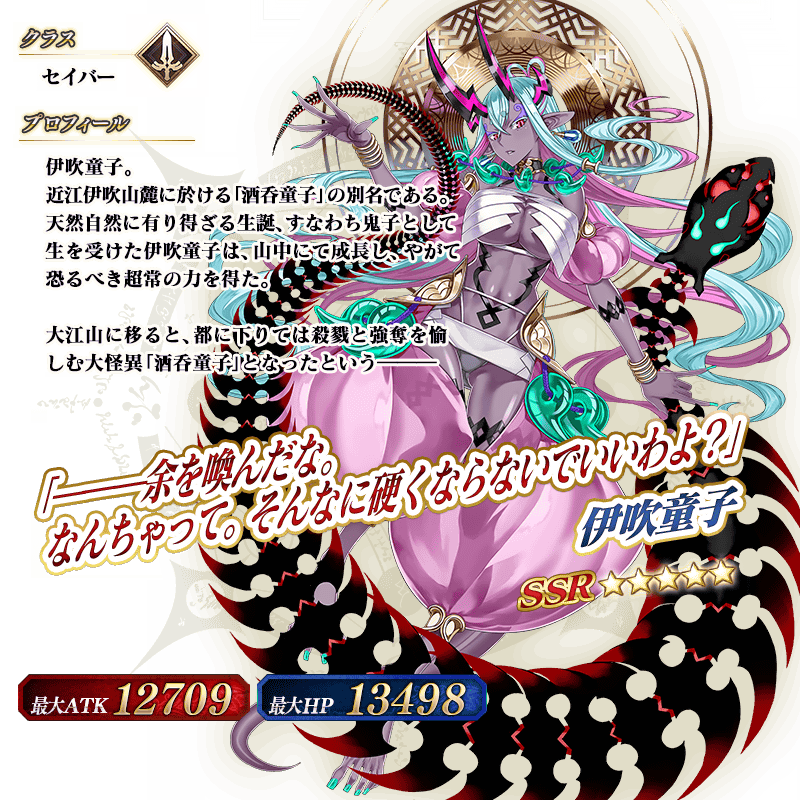 クラス
セイバー
プロフィール
伊吹童子。
近江伊吹山麓に於ける「酒呑童子」の別名である。
天然自然に有り得ざる生誕、すなわち鬼子として
生を受けた伊吹童子は、山中にて成長し、やがて
恐るべき超常の力を得た。
大江山に移ると、都に下りては殺戮と強奪を愉
しむ大怪異「酒呑童子」となったという――
「――余を喚んだな。
なんちゃって。そんなに硬くならないでいいわよ？」
伊吹童子
SSR ★★★★★
最大ATK 12709
最大HP 13498